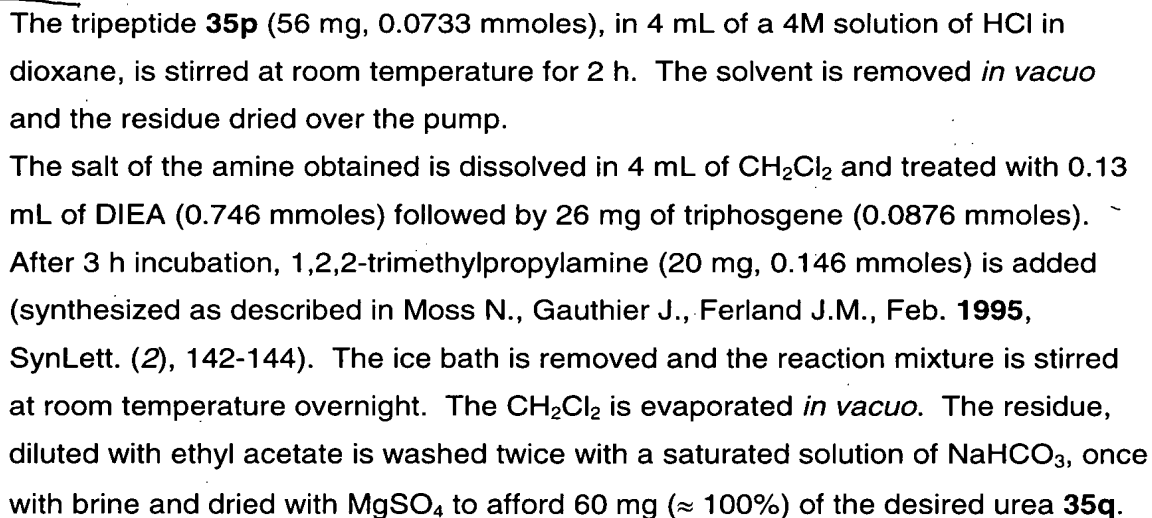 The tripeptide 35p (56 mg, 0.0733 mmoles), in 4 mL of a 4M solution of HCl in
dioxane, is stirred at room temperature for 2 h. The solvent is removed in vacuo
and the residue dried over the pump.
The salt of the amine obtained is dissolved in 4 mL of CH₂Cl₂ and treated with 0.13
mL of DIEA (0.746 mmoles) followed by 26 mg of triphosgene (0.0876 mmoles).
After 3 h incubation, 1,2,2-trimethylpropylamine (20 mg, 0.146 mmoles) is added
(synthesized as described in Moss N., Gauthier J., Ferland J.M., Feb. 1995,
SynLett. (2), 142-144). The ice bath is removed and the reaction mixture is stirred
at room temperature overnight. The CH₂Cl₂ is evaporated in vacuo. The residue,
diluted with ethyl acetate is washed twice with a saturated solution of NaHCO₃, once
with brine and dried with MgSO₄ to afford 60 mg (≈ 100%) of the desired urea 35q.